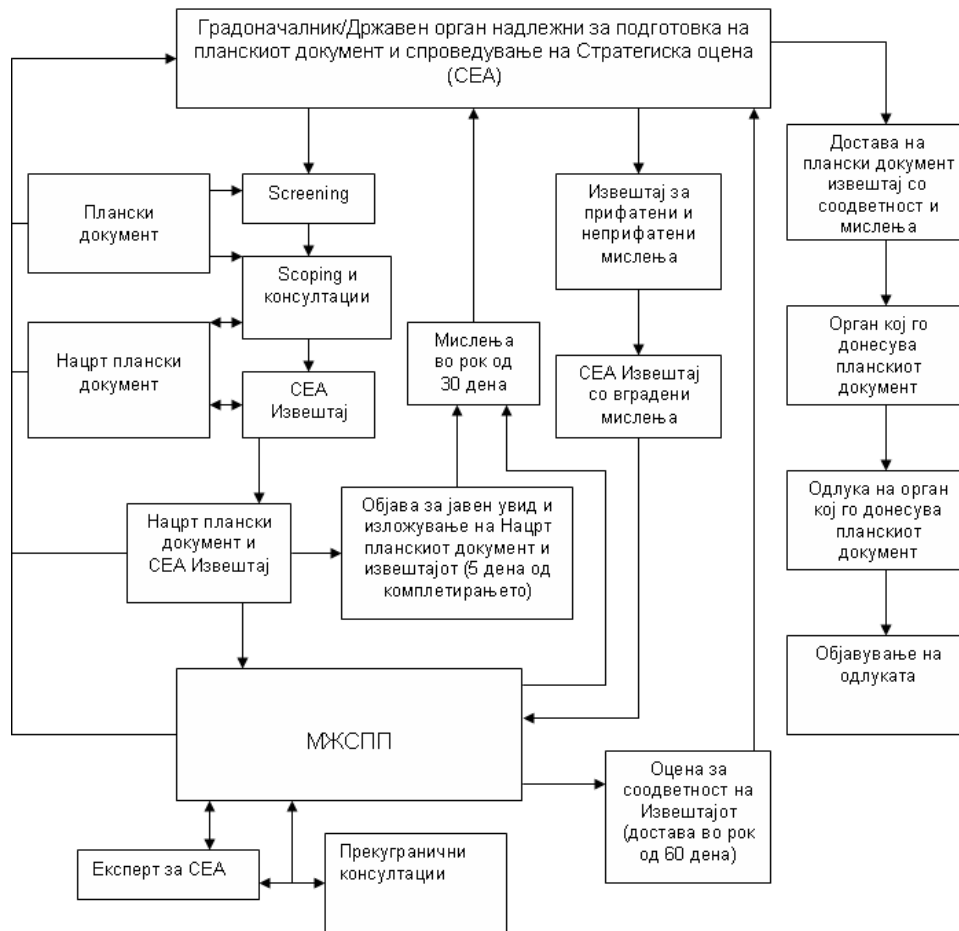 Градоначалник/Државен орган надлежни за подготовка на
планскиот документ и спроведување на Стратегиска оцена
(СЕА)
Screening
Плански
документ
Scoping и
консултации
Нацрт плански
документ
СЕА
Извештај
Нацрт плански
документ и
СЕА Извештај
Објава за јавен увид и
изложување на Нацрт
планскиот документ и
извештајот (5 дена од
комплетирањето)
Мислења
во рок од
30 дена
Извештај за
прифатени и
неприфатени
мислења
СЕА Извештај
со вградени
мислења
МЖСПП
Експерт за СЕА
Прекугранични
консултации
Оцена за
соодветност на
Извештајот
(достава во рок
од 60 дена)
Достава на
плански документ
извештај со
соодветност и
мислења
Орган кој го
донесува
планскиот
документ
Одлука на орган
кој го донесува
планскиот
документ
Објавување на
одлуката